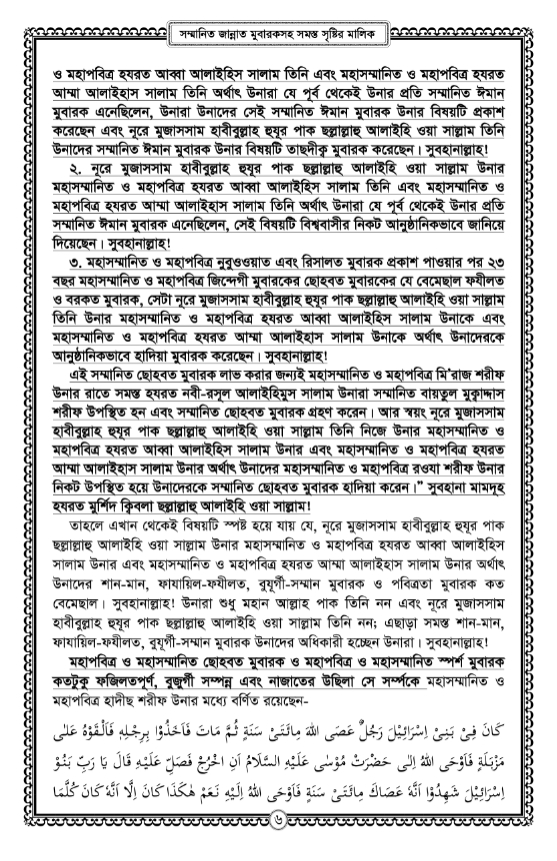 সম্মানিত জান্নাত মুবারকসহ সমস্ত সৃষ্টির মালিক
ও মহাপবিত্র হযরত আব্বা আলাইহিস সালাম তিনি এবং মহাসম্মানিত ও মহাপবিত্র হযরত
আম্মা আলাইহাস সালাম তিনি অর্থাৎ উনারা যে পূর্ব থেকেই উনার প্রতি সম্মানিত ঈমান
মুবারক এনেছিলেন, উনারা উনাদের সেই সম্মানিত ঈমান মুবারক উনার বিষয়টি প্রকাশ
করেছেন এবং নূরে মুজাসসাম হাবীবুল্লাহ হুযূর পাক ছল্লাল্লাহু আলাইহি ওয়া সাল্লাম তিনি
উনাদের সম্মানিত ঈমান মুবারক উনার বিষয়টি তাছদীক্ব মুবারক করেছেন। সুবহানাল্লাহ!
২. নূরে মুজাসসাম হাবীবুল্লাহ হুযূর পাক ছল্লাল্লাহু আলাইহি ওয়া সাল্লাম উনার
মহাসম্মানিত ও মহাপবিত্র হযরত আব্বা আলাইহিস সালাম তিনি এবং মহাসম্মানিত ও
মহাপবিত্র হযরত আম্মা আলাইহাস সালাম তিনি অর্থাৎ উনারা যে পূর্ব থেকেই উনার প্রতি
সম্মানিত ঈমান মুবারক এনেছিলেন, সেই বিষয়টি বিশ্ববাসীর নিকট আনুষ্ঠানিকভাবে জানিয়ে
দিয়েছেন। সুবহানাল্লাহ!
৩. মহাসম্মানিত ও মহাপবিত্র নুবুওওয়াত এবং রিসালত মুবারক প্রকাশ পাওয়ার পর ২৩
বছর মহাসম্মানিত ও মহাপবিত্র জিন্দেগী মুবারকের ছোহবত মুবারকের যে বেমেছাল ফযীলত
ও বরকত মুবারক, সেটা নূরে মুজাসসাম হাবীবুল্লাহ হুযূর পাক ছল্লাল্লাহু আলাইহি ওয়া সাল্লাম
তিনি উনার মহাসম্মানিত ও মহাপবিত্র হযরত আব্বা আলাইহিস সালাম উনাকে এবং
মহাসম্মানিত ও মহাপবিত্র হযরত আম্মা আলাইহাস সালাম উনাকে অর্থাৎ উনাদেরকে
আনুষ্ঠানিকভাবে হাদিয়া মুবারক করেছেন। সুবহানাল্লাহ!
এই সম্মানিত ছোহবত মুবারক লাভ করার জন্যই মহাসম্মানিত ও মহাপবিত্র মি'রাজ শরীফ
উনার রাতে সমস্ত হযরত নবী-রসূল আলাইহিমুস সালাম উনারা সম্মানিত বায়তুল মুক্বাদ্দাস
শরীফ উপস্থিত হন এবং সম্মানিত ছোহবত মুবারক গ্রহণ করেন। আর স্বয়ং নূরে মুজাসসাম
হাবীবুল্লাহ হুযূর পাক ছল্লাল্লাহু আলাইহি ওয়া সাল্লাম তিনি নিজে উনার মহাসম্মানিত ও
মহাপবিত্র হযরত আব্বা আলাইহিস সালাম উনার এবং মহাসম্মানিত ও মহাপবিত্র হযরত
আম্মা আলাইহাস সালাম উনার অর্থাৎ উনাদের মহাসম্মানিত ও মহাপবিত্র রওযা শরীফ উনার
নিকট উপস্থিত হয়ে উনাদেরকে সম্মানিত ছোহবত মুবারক হাদিয়া করেন।” সুবহানা মামদূহ
হযরত মুর্শিদ ক্বিবলা ছল্লাল্লাহু আলাইহি ওয়া সাল্লাম!
তাহলে এখান থেকেই বিষয়টি স্পষ্ট হয়ে যায় যে, নূরে মুজাসসাম হাবীবুল্লাহ হুযূর পাক
ছল্লাল্লাহু আলাইহি ওয়া সাল্লাম উনার মহাসম্মানিত ও মহাপবিত্র হযরত আব্বা আলাইহিস
সালাম উনার এবং মহাসম্মানিত ও মহাপবিত্র হযরত আম্মা আলাইহাস সালাম উনার অর্থাৎ
উনাদের শান-মান, ফাযায়িল-ফযীলত, বুযূর্গী-সম্মান মুবারক ও পবিত্রতা মুবারক কত
বেমেছাল। সুবহানাল্লাহ! উনারা শুধু মহান আল্লাহ পাক তিনি নন এবং নূরে মুজাসসাম
হাবীবুল্লাহ হুযূর পাক ছল্লাল্লাহু আলাইহি ওয়া সাল্লাম তিনি নন; এছাড়া সমস্ত শান-মান,
ফাযায়িল-ফযীলত, বুযূর্গী-সম্মান মুবারক উনাদের অধিকারী হচ্ছেন উনারা। সুবহানাল্লাহ!
মহাপবিত্র ও মহাসম্মানিত ছোহবত মুবারক ও মহাপবিত্র ও মহাসম্মানিত স্পর্শ মুবারক
কতটুকু ফজিলতপূর্ণ, বুজুর্গী সম্পন্ন এবং নাজাতের উছিলা সে সর্ম্পকে মহাসম্মানিত ও
মহাপবিত্র হাদীছ শরীফ উনার মধ্যে বর্ণিত রয়েছেন-
كَانَ فِيْ بَنِيْ اِسْرَائِيْلَ رَجُلٌ عَصَى اللهَ مِائَتَىْ سَنَةٍ ثُمَّ مَاتَ فَاَخَذُوْا بِرِجْلِهٖ فَاَلْقَوْهُ عَلٰى
مَزْبَلَةٍ فَاَوْحَى اللهُ اِلٰى حَضْرَتْ مُوْسٰى عَلَيْهِ السَّلَامُ اَنِ اخْرُجْ فَصَلِّ عَلَيْهِ قَالَ يَا رَبِّ بَنُوْ
اِسْرَائِيْلَ شَهِدُوْا اَنَّهٗ عَصَاكَ مِائَتَىْ سَنَةٍ فَاَوْحَى اللهُ اِلَيْهِ نَعَمْ هٰكَذَا كَانَ اِلَّا اَنَّهٗ كَانَ كُلَّمَا
৬